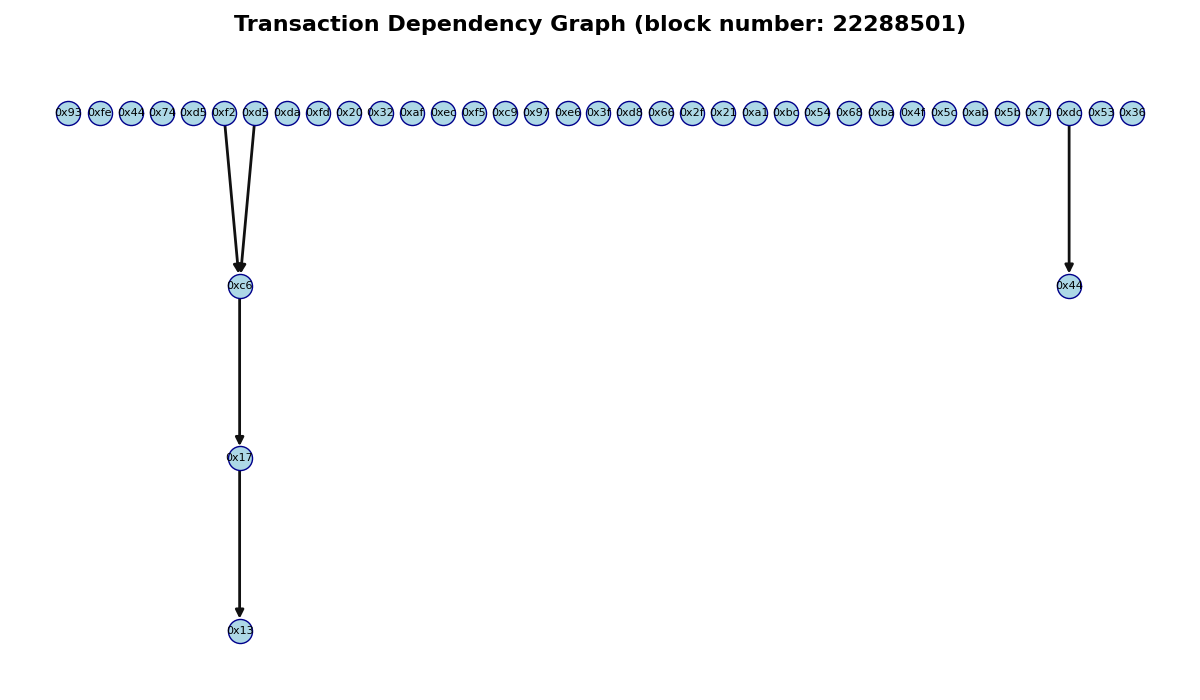 Transaction Dependency Graph (block number: 22288501)
0x93 0xfe 0x44 0x74 0xd5 0xf2 0xd5 0xda 0xfd 0x20 0x32 0xaf 0xec 0xf5 0xc9 0x97 0xe6 0x3f 0xd8 0x66 0x2f 0x21 0xa1 0xbc 0x54 0x68 0xba 0x4f 0x5c 0xab 0x5b 0x71 0xdc 0x53 0x36
0xc6 0x44
0x17
0x13